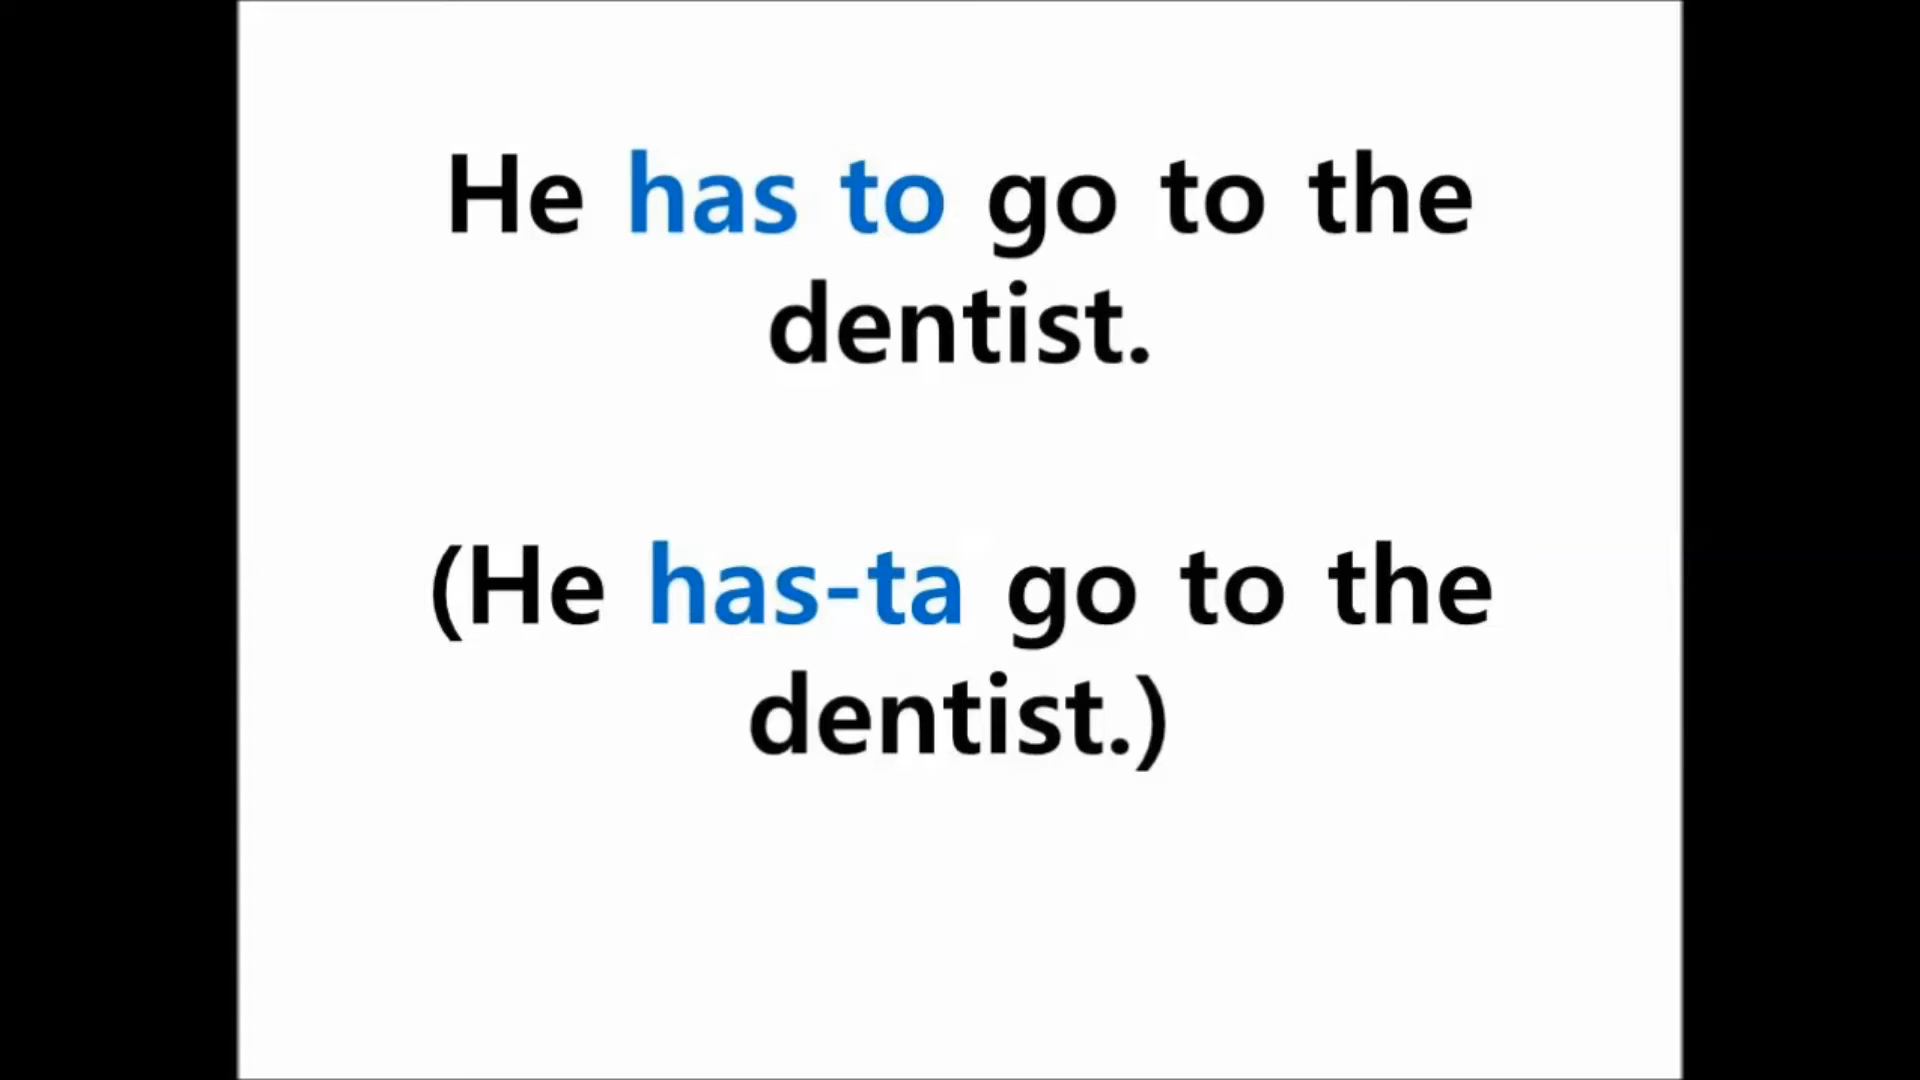 He has to go to the
dentist.
(He has-ta go to the
dentist.)